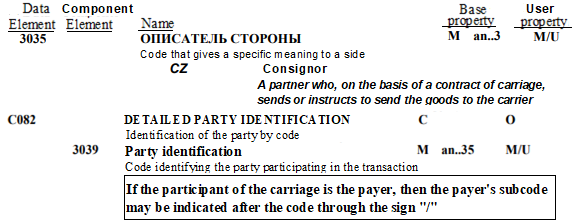 Data Component Base User
Element Element Name property property
3035 ОПИСАТЕЛЬ СТОРОНЫ M an..3 M/U
Code that gives a specific meaning to a side
CZ Consignor
A partner who, on the basis of a contract of carriage,
sends or instructs to send the goods to the carrier
C082 DETAILED PARTY IDENTIFICATION C O
Identification of the party by code
3039 Party identification M an..35 M/U
Code identifying the party participating in the transaction
If the participant of the carriage is the payer, then the payer's subcode
may be indicated after the code through the sign "/"